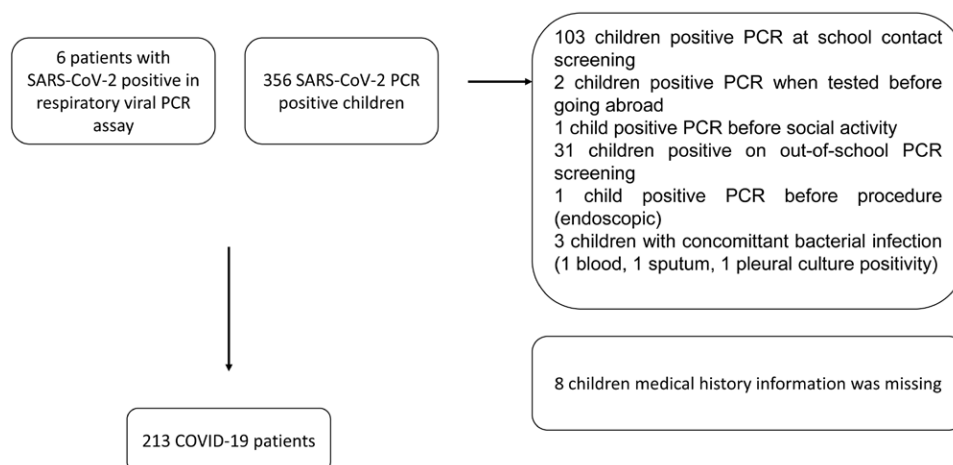 6 patients with
SARS-CoV-2 positive in
respiratory viral PCR
assay
356 SARS-CoV-2 PCR
positive children
103 children positive PCR at school contact
screening
2 children positive PCR when tested before
going abroad
1 child positive PCR before social activity
31 children positive on out-of-school PCR
screening
1 child positive PCR before procedure
(endoscopic)
3 children with concomittant bacterial infection
(1 blood, 1 sputum, 1 pleural culture positivity)
8 children medical history information was missing
213 COVID-19 patients